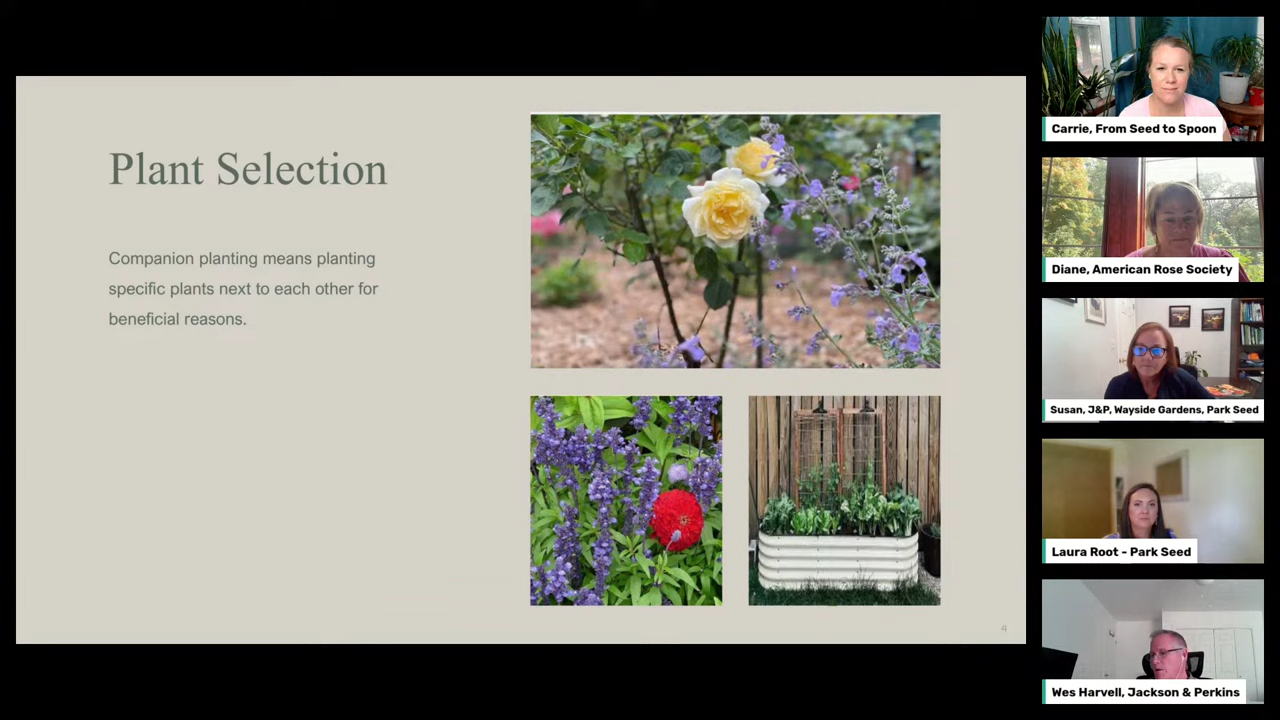 Plant Selection
Companion planting means planting
specific plants next to each other for
beneficial reasons.
4
Carrie, From Seed to Spoon
Diane, American Rose Society
Susan, J&P, Wayside Gardens, Park Seed
Laura Root - Park Seed
Wes Harvell, Jackson & Perkins